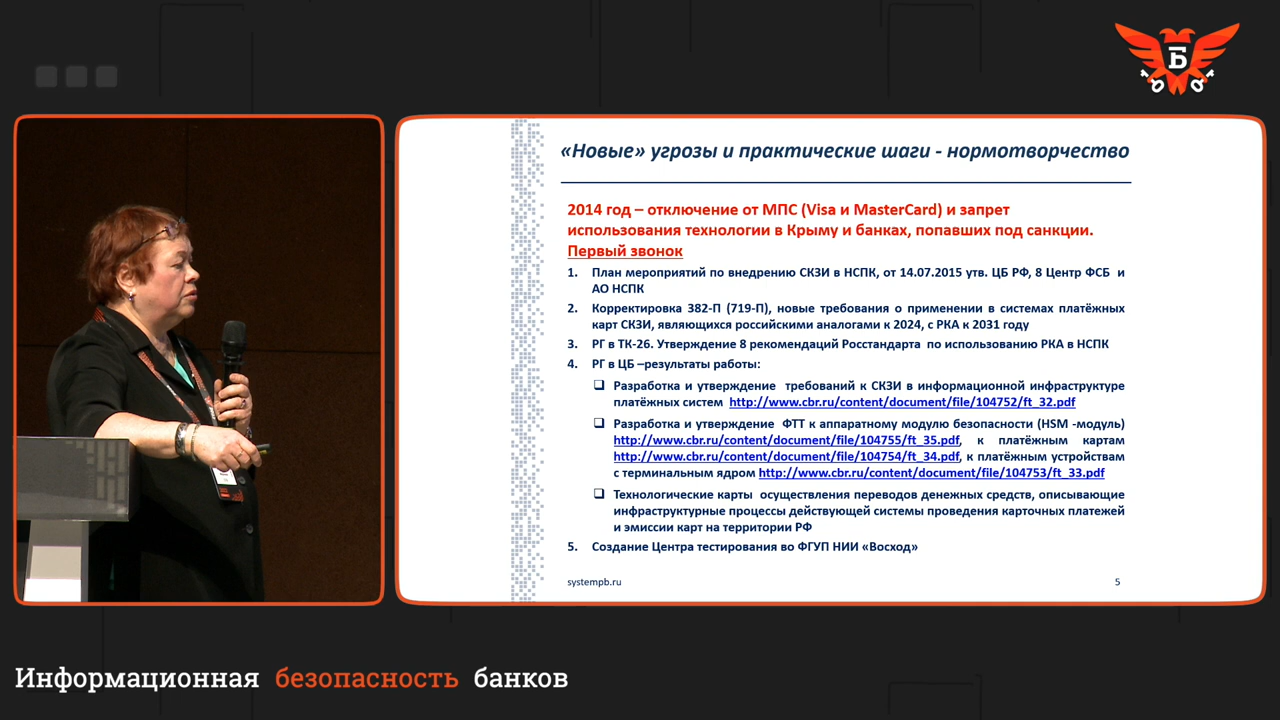 Б
«Новые» угрозы и практические шаги - нормотворчество
2014 год – отключение от МПС (Visa и MasterCard) и запрет
использования технологии в Крыму и банках, попавших под санкции.
Первый звонок
1. План мероприятий по внедрению СКЗИ в НСПК, от 14.07.2015 утв. ЦБ РФ, 8 Центр ФСБ и
АО НСПК
2. Корректировка 382-П (719-П), новые требования о применении в системах платёжных
карт СКЗИ, являющихся российскими аналогами к 2024, с РКА к 2031 году
3. РГ в ТК-26. Утверждение 8 рекомендаций Росстандарта по использованию РКА в НСПК
4. РГ в ЦБ –результаты работы:
❑ Разработка и утверждение требований к СКЗИ в информационной инфраструктуре
платёжных систем http://www.cbr.ru/content/document/file/104752/ft_32.pdf
❑ Разработка и утверждение ФТТ к аппаратному модулю безопасности (HSM -модуль)
http://www.cbr.ru/content/document/file/104755/ft_35.pdf, к платёжным картам
http://www.cbr.ru/content/document/file/104754/ft_34.pdf, к платёжным устройствам
с терминальным ядром http://www.cbr.ru/content/document/file/104753/ft_33.pdf
❑ Технологические карты осуществления переводов денежных средств, описывающие
инфраструктурные процессы действующей системы проведения карточных платежей
и эмиссии карт на территории РФ
5. Создание Центра тестирования во ФГУП НИИ «Восход»
systempb.ru 5
Информационная безопасность банков